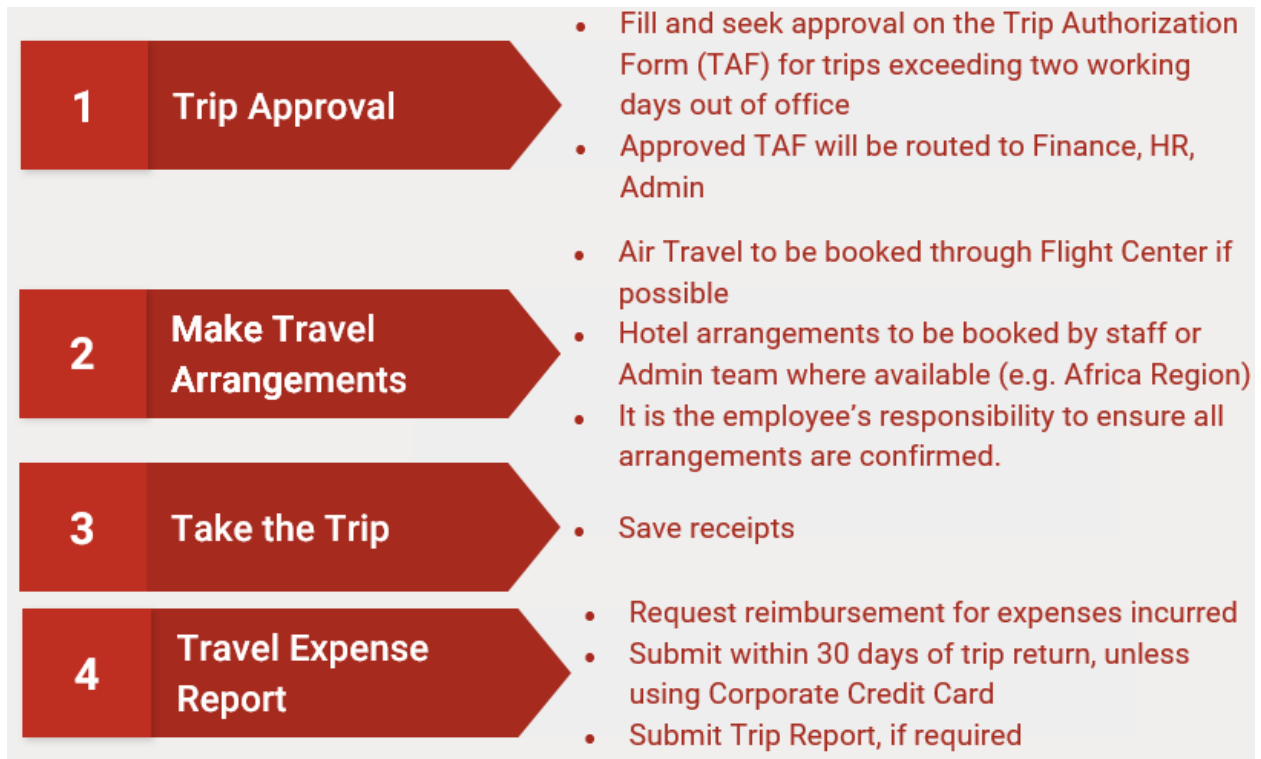 1
Trip Approval
• Fill and seek approval on the Trip Authorization
Form (TAF) for trips exceeding two working
days out of office
• Approved TAF will be routed to Finance, HR,
Admin
2
Make Travel
Arrangements
• Air Travel to be booked through Flight Center if
possible
• Hotel arrangements to be booked by staff or
Admin team where available (e.g. Africa Region)
• It is the employee’s responsibility to ensure all
arrangements are confirmed.
3
Take the Trip
• Save receipts
4
Travel Expense
Report
• Request reimbursement for expenses incurred
• Submit within 30 days of trip return, unless
using Corporate Credit Card
• Submit Trip Report, if required